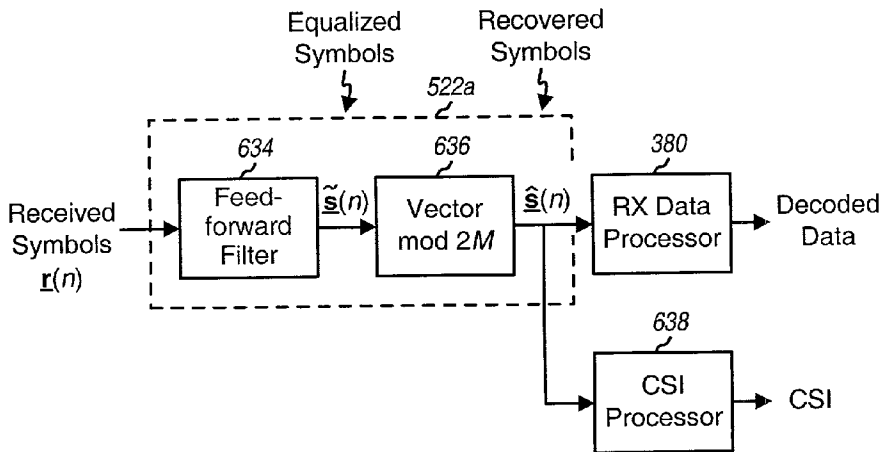 Equalized
Symbols
Recovered
Symbols
522a
634
636
380
Received
Symbols
r(n)
Feed-
forward
Filter
s̃(n)
Vector
mod 2M
ŝ(n)
RX Data
Processor
Decoded
Data
638
CSI
Processor
CSI